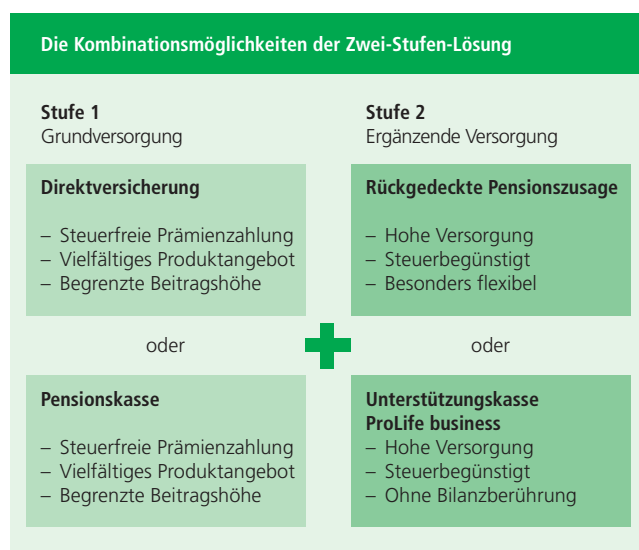 Die Kombinationsmöglichkeiten der Zwei-Stufen-Lösung
Stufe 1
Grundversorgung
Direktversicherung
– Steuerfreie Prämienzahlung
– Vielfältiges Produktangebot
– Begrenzte Beitragshöhe
oder
Pensionskasse
– Steuerfreie Prämienzahlung
– Vielfältiges Produktangebot
– Begrenzte Beitragshöhe
Stufe 2
Ergänzende Versorgung
Rückgedeckte Pensionszusage
– Hohe Versorgung
– Steuerbegünstigt
– Besonders flexibel
oder
Unterstützungskasse
ProLife business
– Hohe Versorgung
– Steuerbegünstigt
– Ohne Bilanzberührung